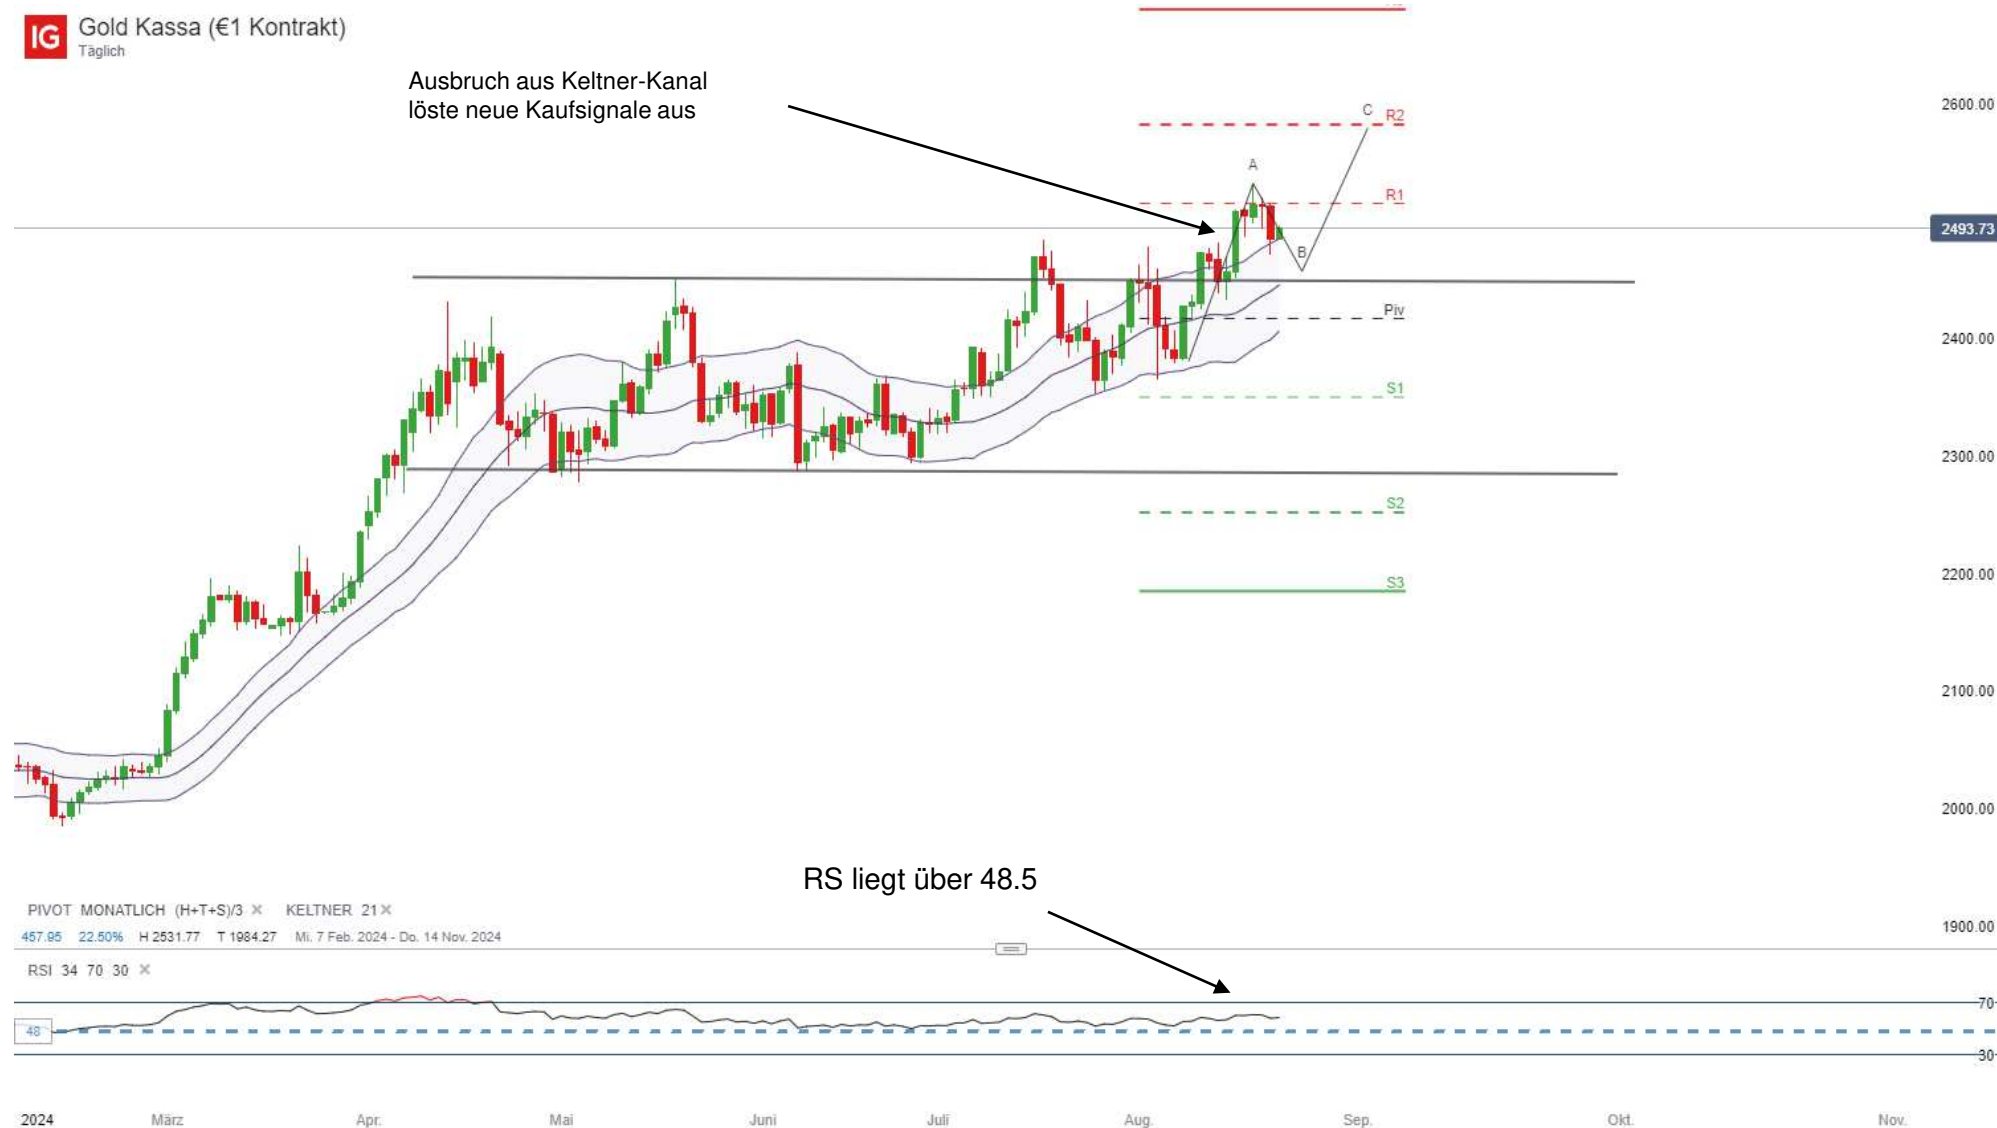 IG
Gold Kassa (€1 Kontrakt)
Täglich
Ausbruch aus Keltner-Kanal
löste neue Kaufsignale aus
2600.00
C
R2
A
R1
2493.73
B
Piv
2400.00
S1
2300.00
S2
2200.00
S3
2100.00
2000.00
RS liegt über 48.5
PIVOT MONATLICH (H+T+S)/3 × KELTNER 21 ×
457.95 22.50% H 2531.77 T 1984.27 Mi. 7 Feb. 2024 - Do. 14 Nov. 2024
1900.00
RSI 34 70 30 ×
70
48
30
2024 März Apr. Mai Juni Juli Aug. Sep. Okt. Nov.